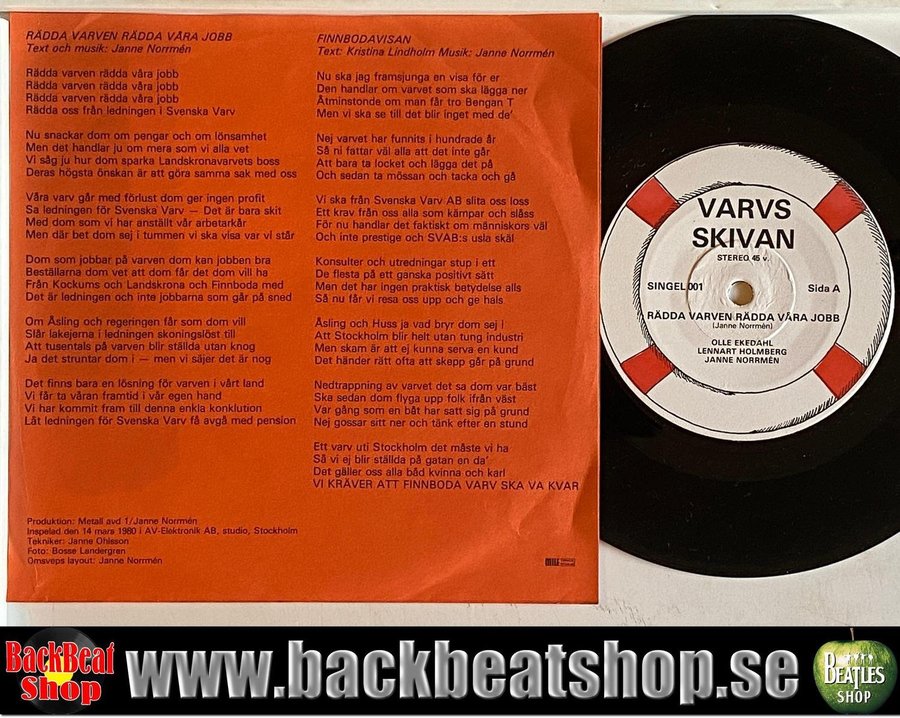 RÄDDA VARVEN RÄDDA VÅRA JOBB
Text och musik: Janne Norrmén
Rädda varven rädda våra jobb
Rädda varven rädda våra jobb
Rädda varven rädda våra jobb
Rädda oss från ledningen i Svenska Varv
Nu snackar dom om pengar och om lönsamhet
Men det handlar ju om mera som vi alla vet
Vi såg ju hur dom sparka Landskronavarvets boss
Deras högsta önskan är att göra samma sak med oss
Våra varv går med förlust dom ger ingen profit
Sa ledningen för Svenska Varv — Det är bara skit
Med dom som vi har anställt vår arbetarkår
Men där bet dom sej i tummen vi ska visa var vi står
Dom som jobbar på varven dom kan jobben bra
Beställarna dom vet att dom får det dom vill ha
Från Kockums och Landskrona och Finnboda med
Det är ledningen och inte jobbarna som går på sned
Om Åsling och regeringen får som dom vill
Slår lakejerna i ledningen skoningslöst till
Att tusentals på varven blir ställda utan knog
Ja det struntar dom i — men vi säjer det är nog
Det finns bara en lösning för varven i vårt land
Vi får ta våran framtid i vår egen hand
Vi har kommit fram till denna enkla konklution
Låt ledningen för Svenska Varv få avgå med pension
Produktion: Metall avd 1/Janne Norrmén
Inspelad den 14 mars 1980 i AV-Elektronik AB, studio, Stockholm
Tekniker: Janne Ohlsson
Foto: Bosse Landergren
Omsveps layout: Janne Norrmén
FINNBODAVISAN
Text: Kristina Lindholm Musik: Janne Norrmén
Nu ska jag framsjunga en visa för er
Den handlar om varvet som ska lägga ner
Åtminstonde om man får tro Bengan T
Men vi ska se till det blir inget med de'
Nej varvet har funnits i hundrade år
Så ni fattar väl alla att det inte går
Att bara ta locket och lägga det på
Och sedan ta mössan och tacka och gå
Vi ska från Svenska Varv AB slita oss loss
Ett krav från oss alla som kämpar och slåss
För nu handlar det faktiskt om människors väl
Och inte prestige och SVAB:s usla skäl
Konsulter och utredningar stup i ett
De flesta på ett ganska positivt sätt
Men det har ingen praktisk betydelse alls
Så nu får vi resa oss upp och ge hals
Åsling och Huss ja vad bryr dom sej i
Att Stockholm blir helt utan tung industri
Men skam är att ej kunna serva en kund
Det händer rätt ofta att skepp går på grund
Nedtrappning av varvet det sa dom var bäst
Ska sedan dom flyga upp folk ifrån väst
Var gång som en båt har satt sig på grund
Nej gossar sitt ner och tänk efter en stund
Ett varv uti Stockholm det måste vi ha
Så vi ej blir ställda på gatan en da'
Det gäller oss alla båd kvinna och karl
VI KRÄVER ATT FINNBODA VARV SKA VA KVAR
VARVS
SKIVAN
STEREO 45 v.
SINGEL 001 Sida A
RÄDDA VARVEN RÄDDA VÅRA JOBB
(Janne Norrmén)
OLLE EKEDAHL
LENNART HOLMBERG
JANNE NORRMÉN
BackBeat
Shop
www.backbeatshop.se
BEATLES
SHOP